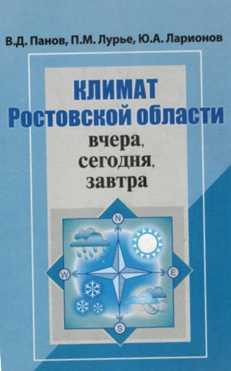 В.Д. Панов, П.М. Лурье, Ю.А. Ларионов
КЛИМАТ
Ростовской области
вчера,
сегодня,
завтра
N
W
E
S